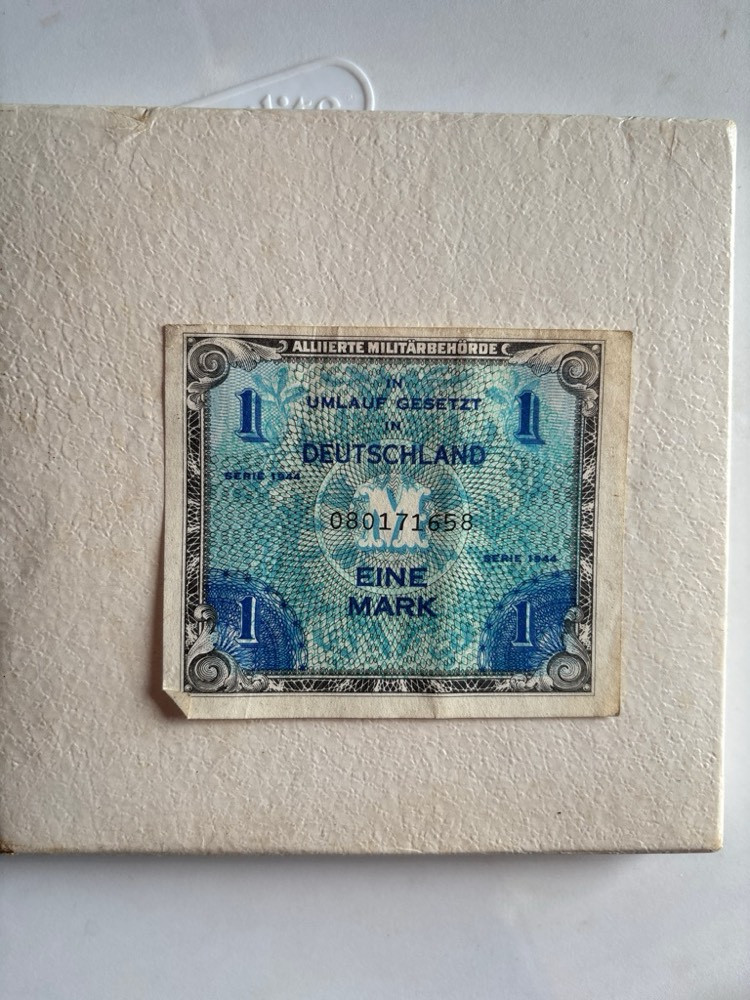 ALLIIERTE MILITÄRBEHÖRDE
IN
1 UMLAUF GESETZT 1
IN
DEUTSCHLAND
SERIE 1944
M
080171658
SERIE 1944
EINE
1 MARK 1